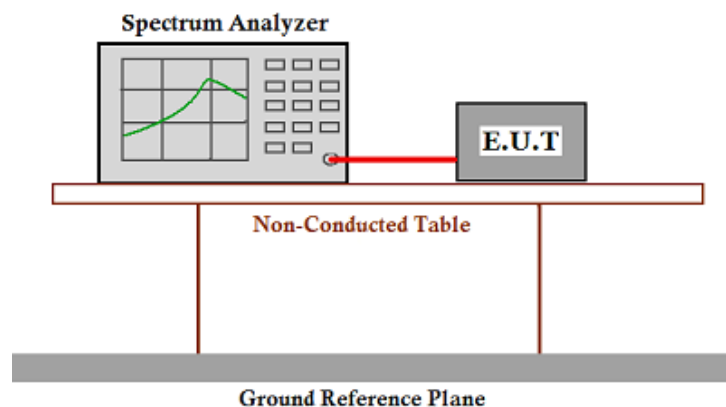 Spectrum Analyzer
E.U.T
Non-Conducted Table
Ground Reference Plane